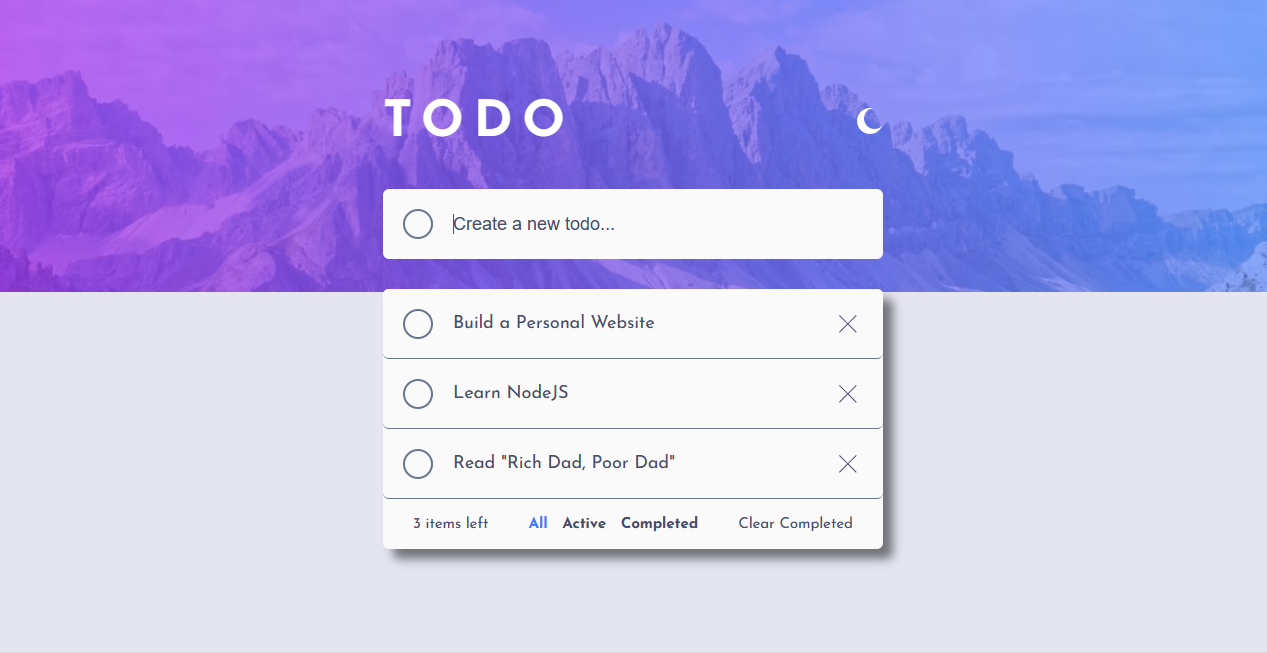 TODO
Create a new todo...
Build a Personal Website
Learn NodeJS
Read "Rich Dad, Poor Dad"
3 items left All Active Completed Clear Completed